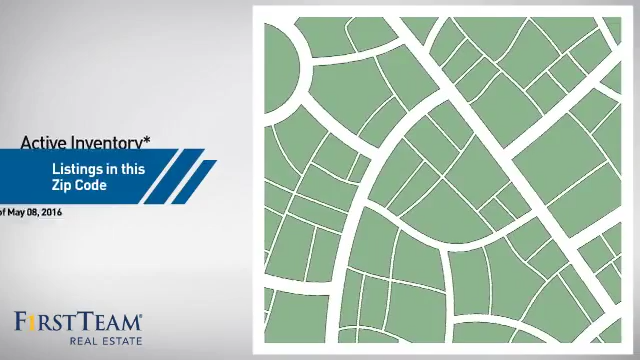 Active Inventory*
Listings in this
Zip Code
of May 08, 2016
FIRSTTEAM®
REAL ESTATE